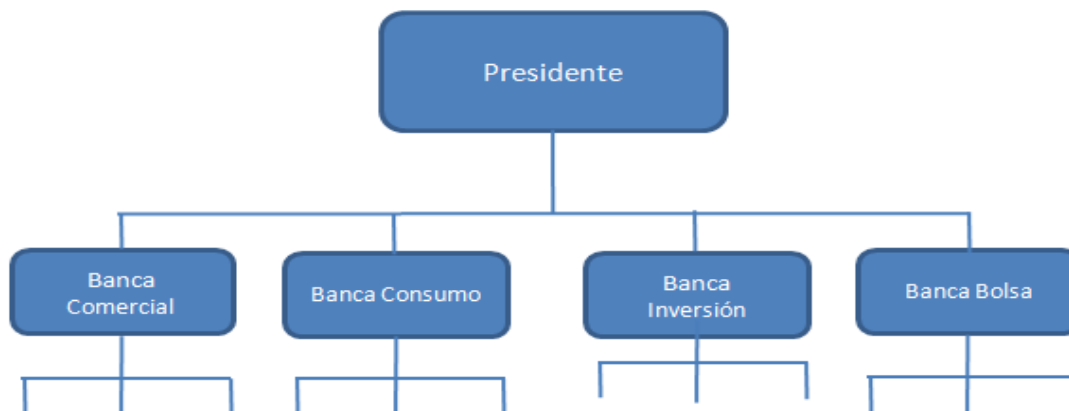 Presidente
Banca
Comercial
Banca Consumo
Banca
Inversión
Banca Bolsa